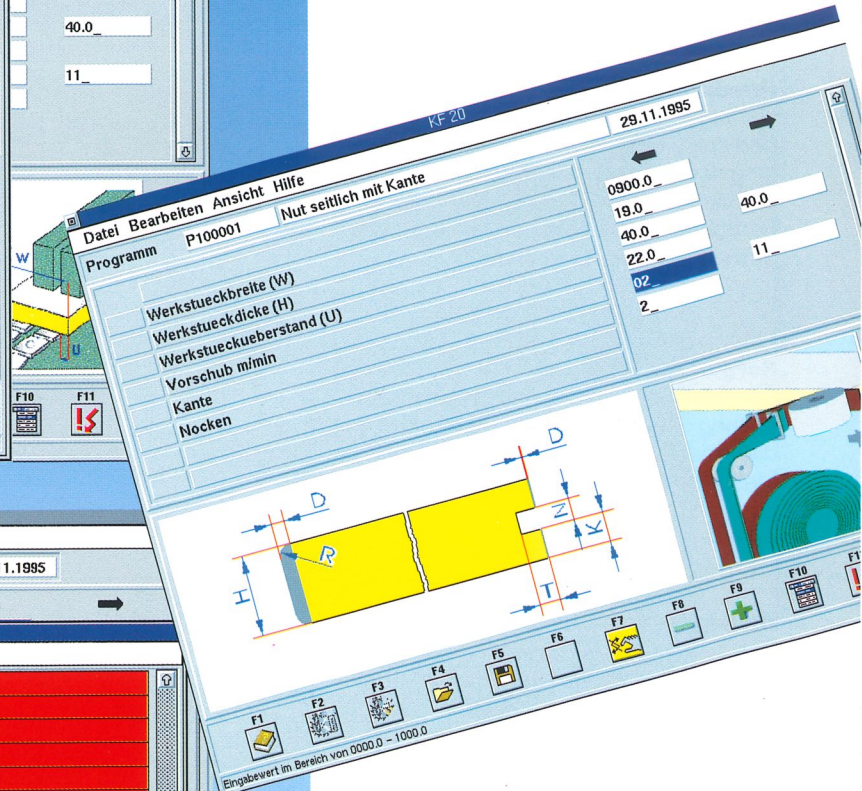 40.0_
11_
W
U
F10
F11
1.1995
KF 20
Datei Bearbeiten Ansicht Hilfe
29.11.1995
Programm P100001 Nut seitlich mit Kante
Werkstueckbreite (W) 0900.0_
Werkstueckdicke (H) 19.0_ 40.0_
Werkstueckueberstand (U) 40.0_
Vorschub m/min 22.0_ 11_
Kante 02_
Nocken 2_
D
R
H
D
N
K
T
F1 F2 F3 F4 F5 F6 F7 F8 F9 F10
Eingabewert im Bereich von 0000.0 – 1000.0